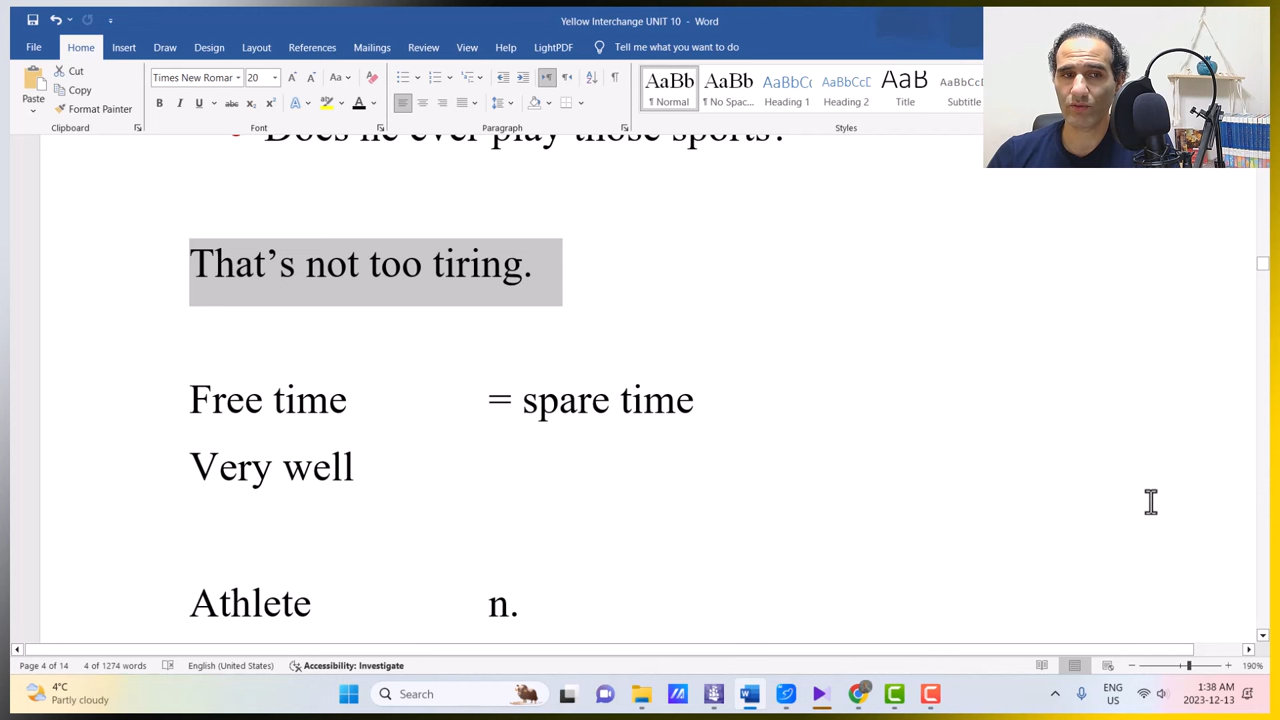 Yellow Interchange UNIT 10 - Word
File Home Insert Draw Design Layout References Mailings Review View Help LightPDF Tell me what you want to do
Paste
Cut
Copy
Format Painter
Times New Romar 20
AaBb AaBb AaBbCc AaBbCcD AaB AaBbCcD
¶ Normal ¶ No Spac... Heading 1 Heading 2 Title Subtitle
Clipboard Font Paragraph Styles
Does he ever play those sports?
That's not too tiring.
Free time = spare time
Very well
Athlete n.
Page 4 of 14 4 of 1274 words English (United States) Accessibility: Investigate 190%
4°C
Partly cloudy
Search
ENG
US
1:38 AM
2023-12-13